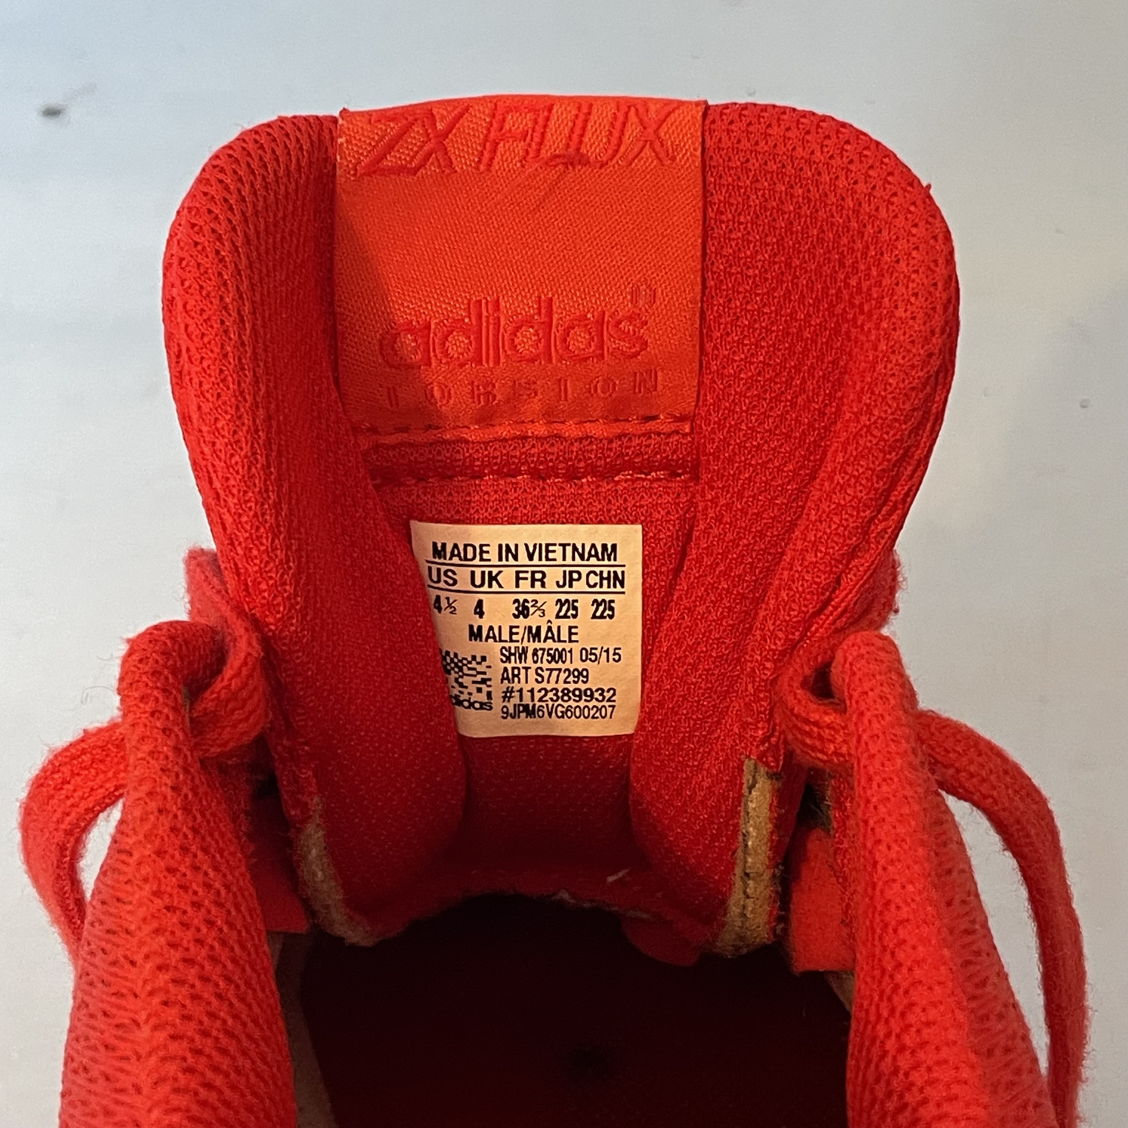 ZX FLUX
adidas
TORSION
MADE IN VIETNAM
US UK FR JP CHN
4½ 4 36⅔ 225 225
MALE/MÂLE
SHW 675001 05/15
ART S77299
#112389932
adidas
9JPM6VG600207